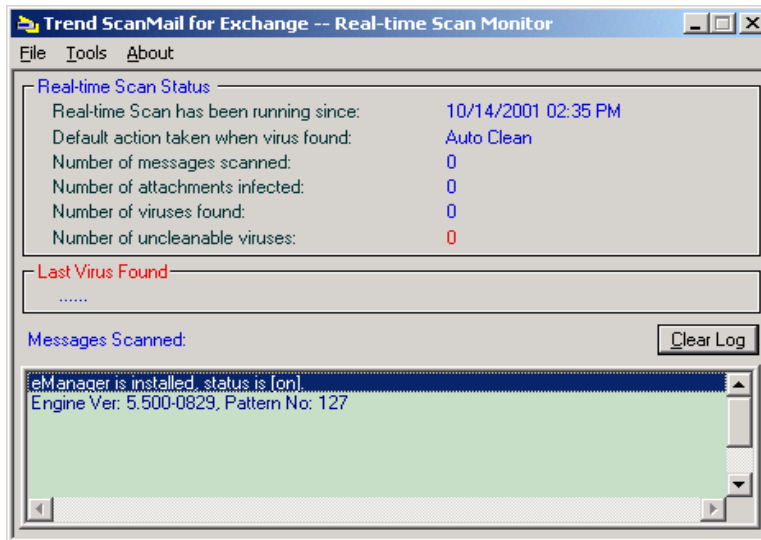 Trend ScanMail for Exchange -- Real-time Scan Monitor
File Tools About
Real-time Scan Status
Real-time Scan has been running since: 10/14/2001 02:35 PM
Default action taken when virus found: Auto Clean
Number of messages scanned: 0
Number of attachments infected: 0
Number of viruses found: 0
Number of uncleanable viruses: 0
Last Virus Found
......
Messages Scanned: Clear Log
eManager is installed, status is [on].
Engine Ver: 5.500-0829, Pattern No: 127